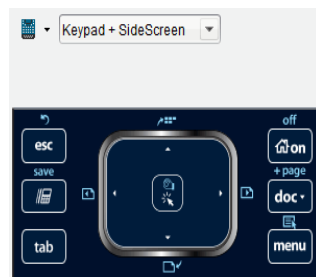 Keypad + SideScreen
off
esc
on
save
+ page
doc
tab
menu